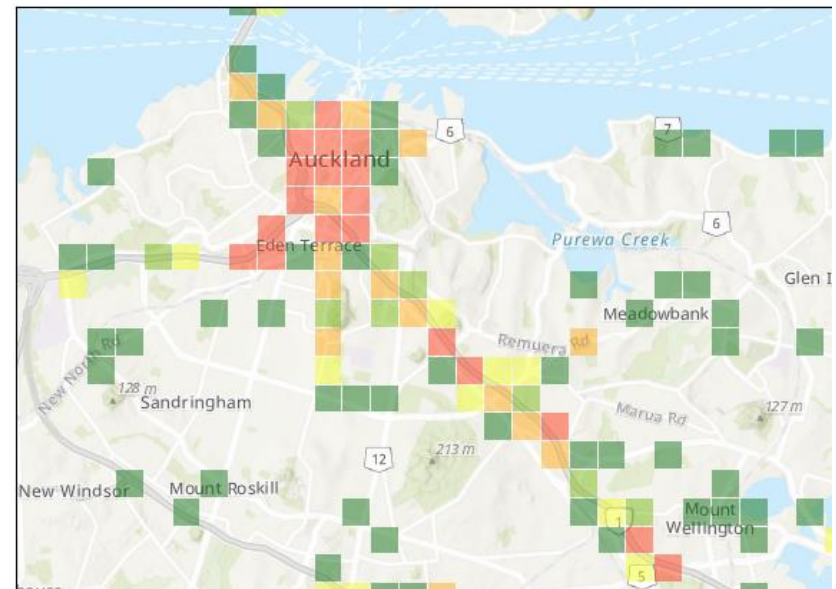 6
7
Auckland
6
Eden Terrace
Purewa Creek
Glen I
Meadowbank
Remuera Rd
New North Rd
128 m
Sandringham
Marua Rd
127 m
213 m
12
New Windsor
Mount Roskill
Mount
Wellington
1
5